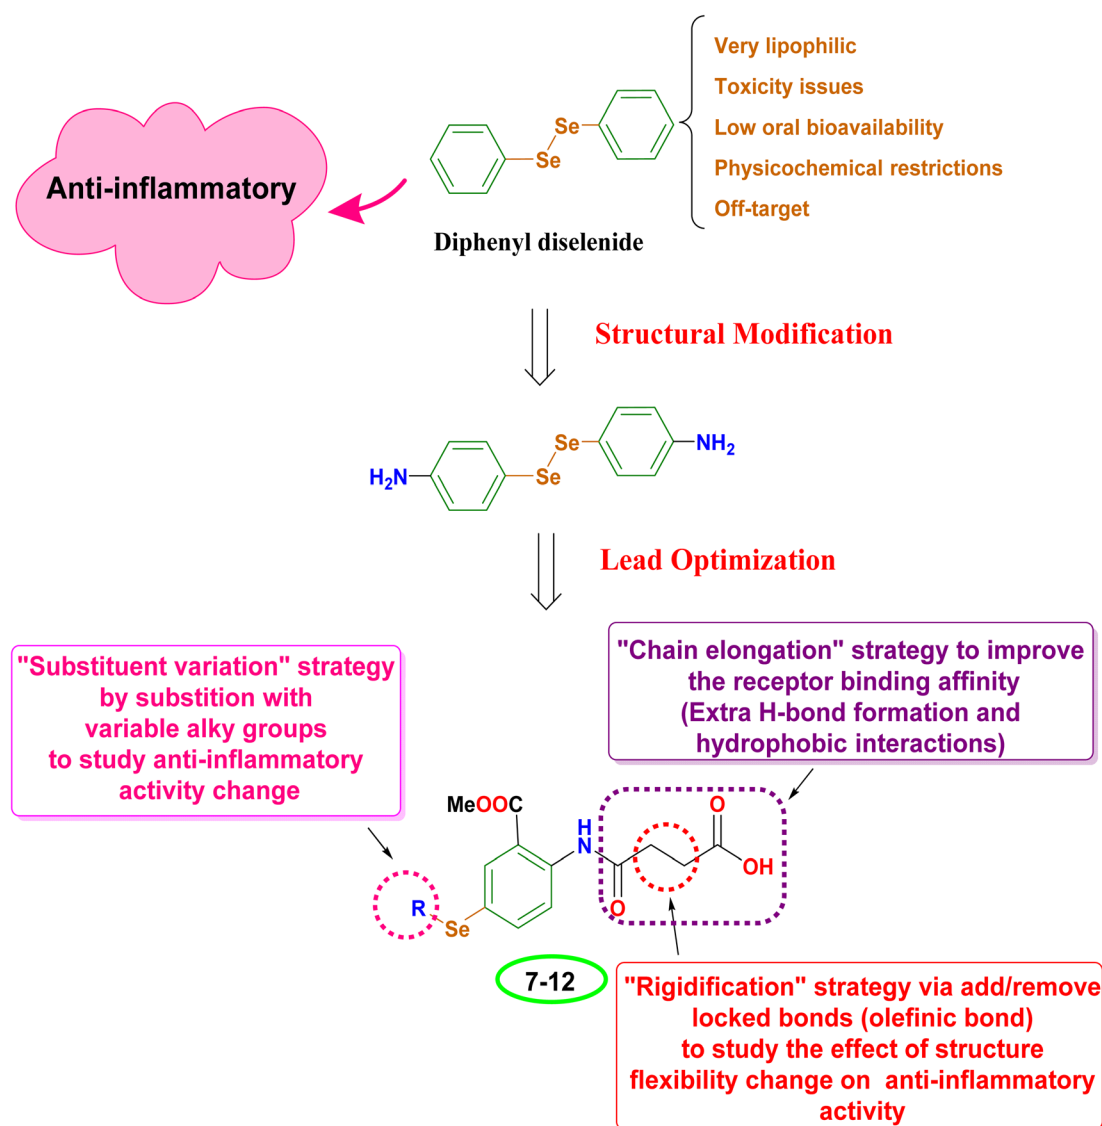 Very lipophilic
Toxicity issues
Low oral bioavailability
Physicochemical restrictions
Off-target
Se
Se
Anti-inflammatory
Diphenyl diselenide
Structural Modification
Se
NH2
H2N
Se
Lead Optimization
"Substituent variation" strategy
by substition with
variable alky groups
to study anti-inflammatory
activity change
"Chain elongation" strategy to improve
the receptor binding affinity
(Extra H-bond formation and
hydrophobic interactions)
MeOOC
H
N
O
OH
O
R
Se
7-12
"Rigidification" strategy via add/remove
locked bonds (olefinic bond)
to study the effect of structure
flexibility change on anti-inflammatory
activity